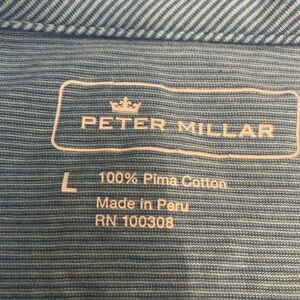 PETER MILLAR
L 100% Pima Cotton
Made in Peru
RN 100308